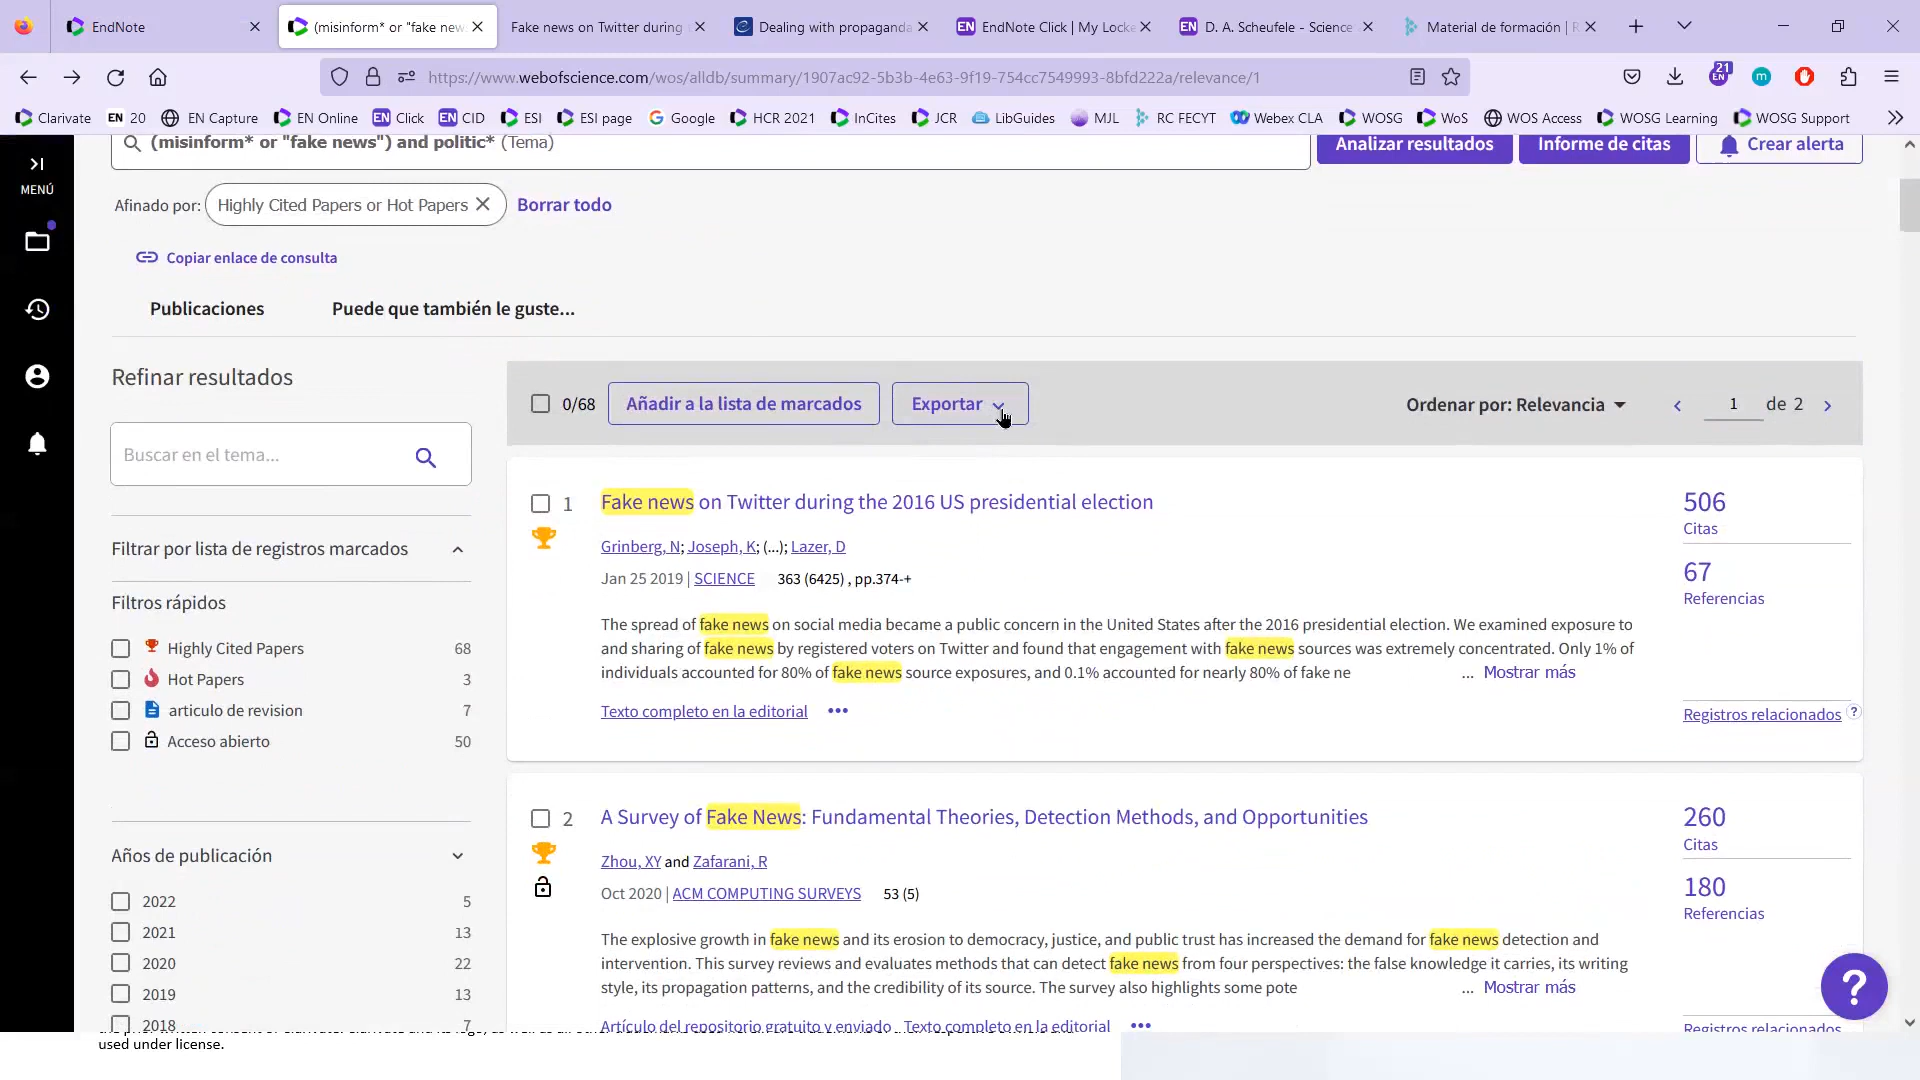 EndNote
(misinform* or "fake new
Fake news on Twitter during
Dealing with propaganda
EndNote Click | My Locke
D. A. Scheufele - Science
Material de formación | R
https://www.webofscience.com/wos/alldb/summary/1907ac92-5b3b-4e63-9f19-754cc7549993-8bfd222a/relevance/1
21
Clarivate
EN 20
EN Capture
EN Online
EN Click
EN CID
ESI
ESI page
Google
HCR 2021
InCites
JCR
LibGuides
MJL
RC FECYT
Webex CLA
WOSG
WoS
WOS Access
WOSG Learning
WOSG Support
MENÚ
(misinform* or "fake news") and politic* (Tema)
Analizar resultados
Informe de citas
Crear alerta
Afinado por: Highly Cited Papers or Hot Papers Borrar todo
Copiar enlace de consulta
Publicaciones
Puede que también le guste...
Refinar resultados
Buscar en el tema...
Filtrar por lista de registros marcados
Filtros rápidos
Highly Cited Papers 68
Hot Papers 3
articulo de revision 7
Acceso abierto 50
Años de publicación
2022 5
2021 13
2020 22
2019 13
2018 7
0/68
Añadir a la lista de marcados
Exportar
Ordenar por: Relevancia
1 de 2
1 Fake news on Twitter during the 2016 US presidential election
Grinberg, N; Joseph, K; (...); Lazer, D
Jan 25 2019 | SCIENCE 363 (6425) , pp.374-+
The spread of fake news on social media became a public concern in the United States after the 2016 presidential election. We examined exposure to
and sharing of fake news by registered voters on Twitter and found that engagement with fake news sources was extremely concentrated. Only 1% of
individuals accounted for 80% of fake news source exposures, and 0.1% accounted for nearly 80% of fake ne ... Mostrar más
Texto completo en la editorial •••
506
Citas
67
Referencias
Registros relacionados ?
2 A Survey of Fake News: Fundamental Theories, Detection Methods, and Opportunities
Zhou, XY and Zafarani, R
Oct 2020 | ACM COMPUTING SURVEYS 53 (5)
The explosive growth in fake news and its erosion to democracy, justice, and public trust has increased the demand for fake news detection and
intervention. This survey reviews and evaluates methods that can detect fake news from four perspectives: the false knowledge it carries, its writing
style, its propagation patterns, and the credibility of its source. The survey also highlights some pote ... Mostrar más
Artículo del repositorio gratuito y enviado Texto completo en la editorial •••
260
Citas
180
Referencias
Registros relacionados
?
used under license.